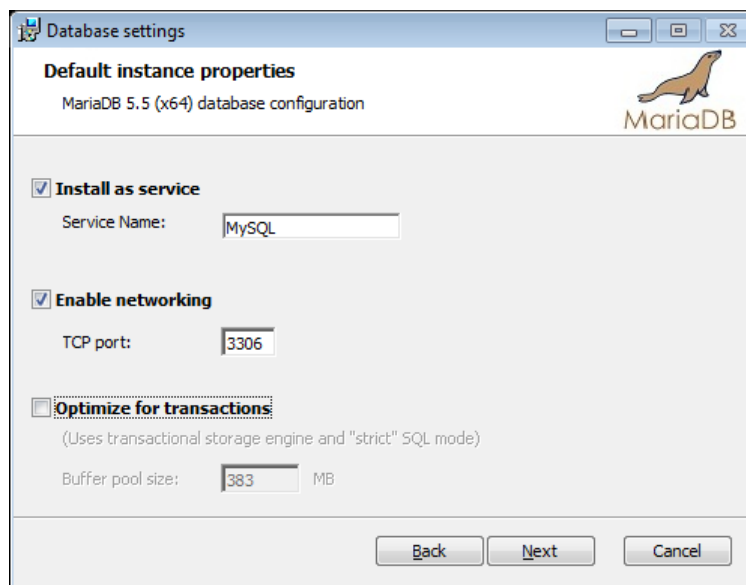 Database settings
Default instance properties
MariaDB 5.5 (x64) database configuration
MariaDB
Install as service
Service Name: MySQL
Enable networking
TCP port: 3306
Optimize for transactions
(Uses transactional storage engine and "strict" SQL mode)
Buffer pool size: 383 MB
Back Next Cancel